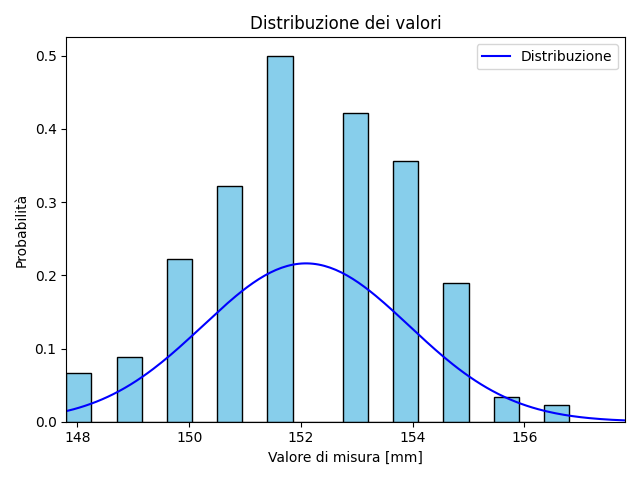 Distribuzione dei valori
Distribuzione
Probabilità
0.5
0.4
0.3
0.2
0.1
0.0
148 150 152 154 156
Valore di misura [mm]